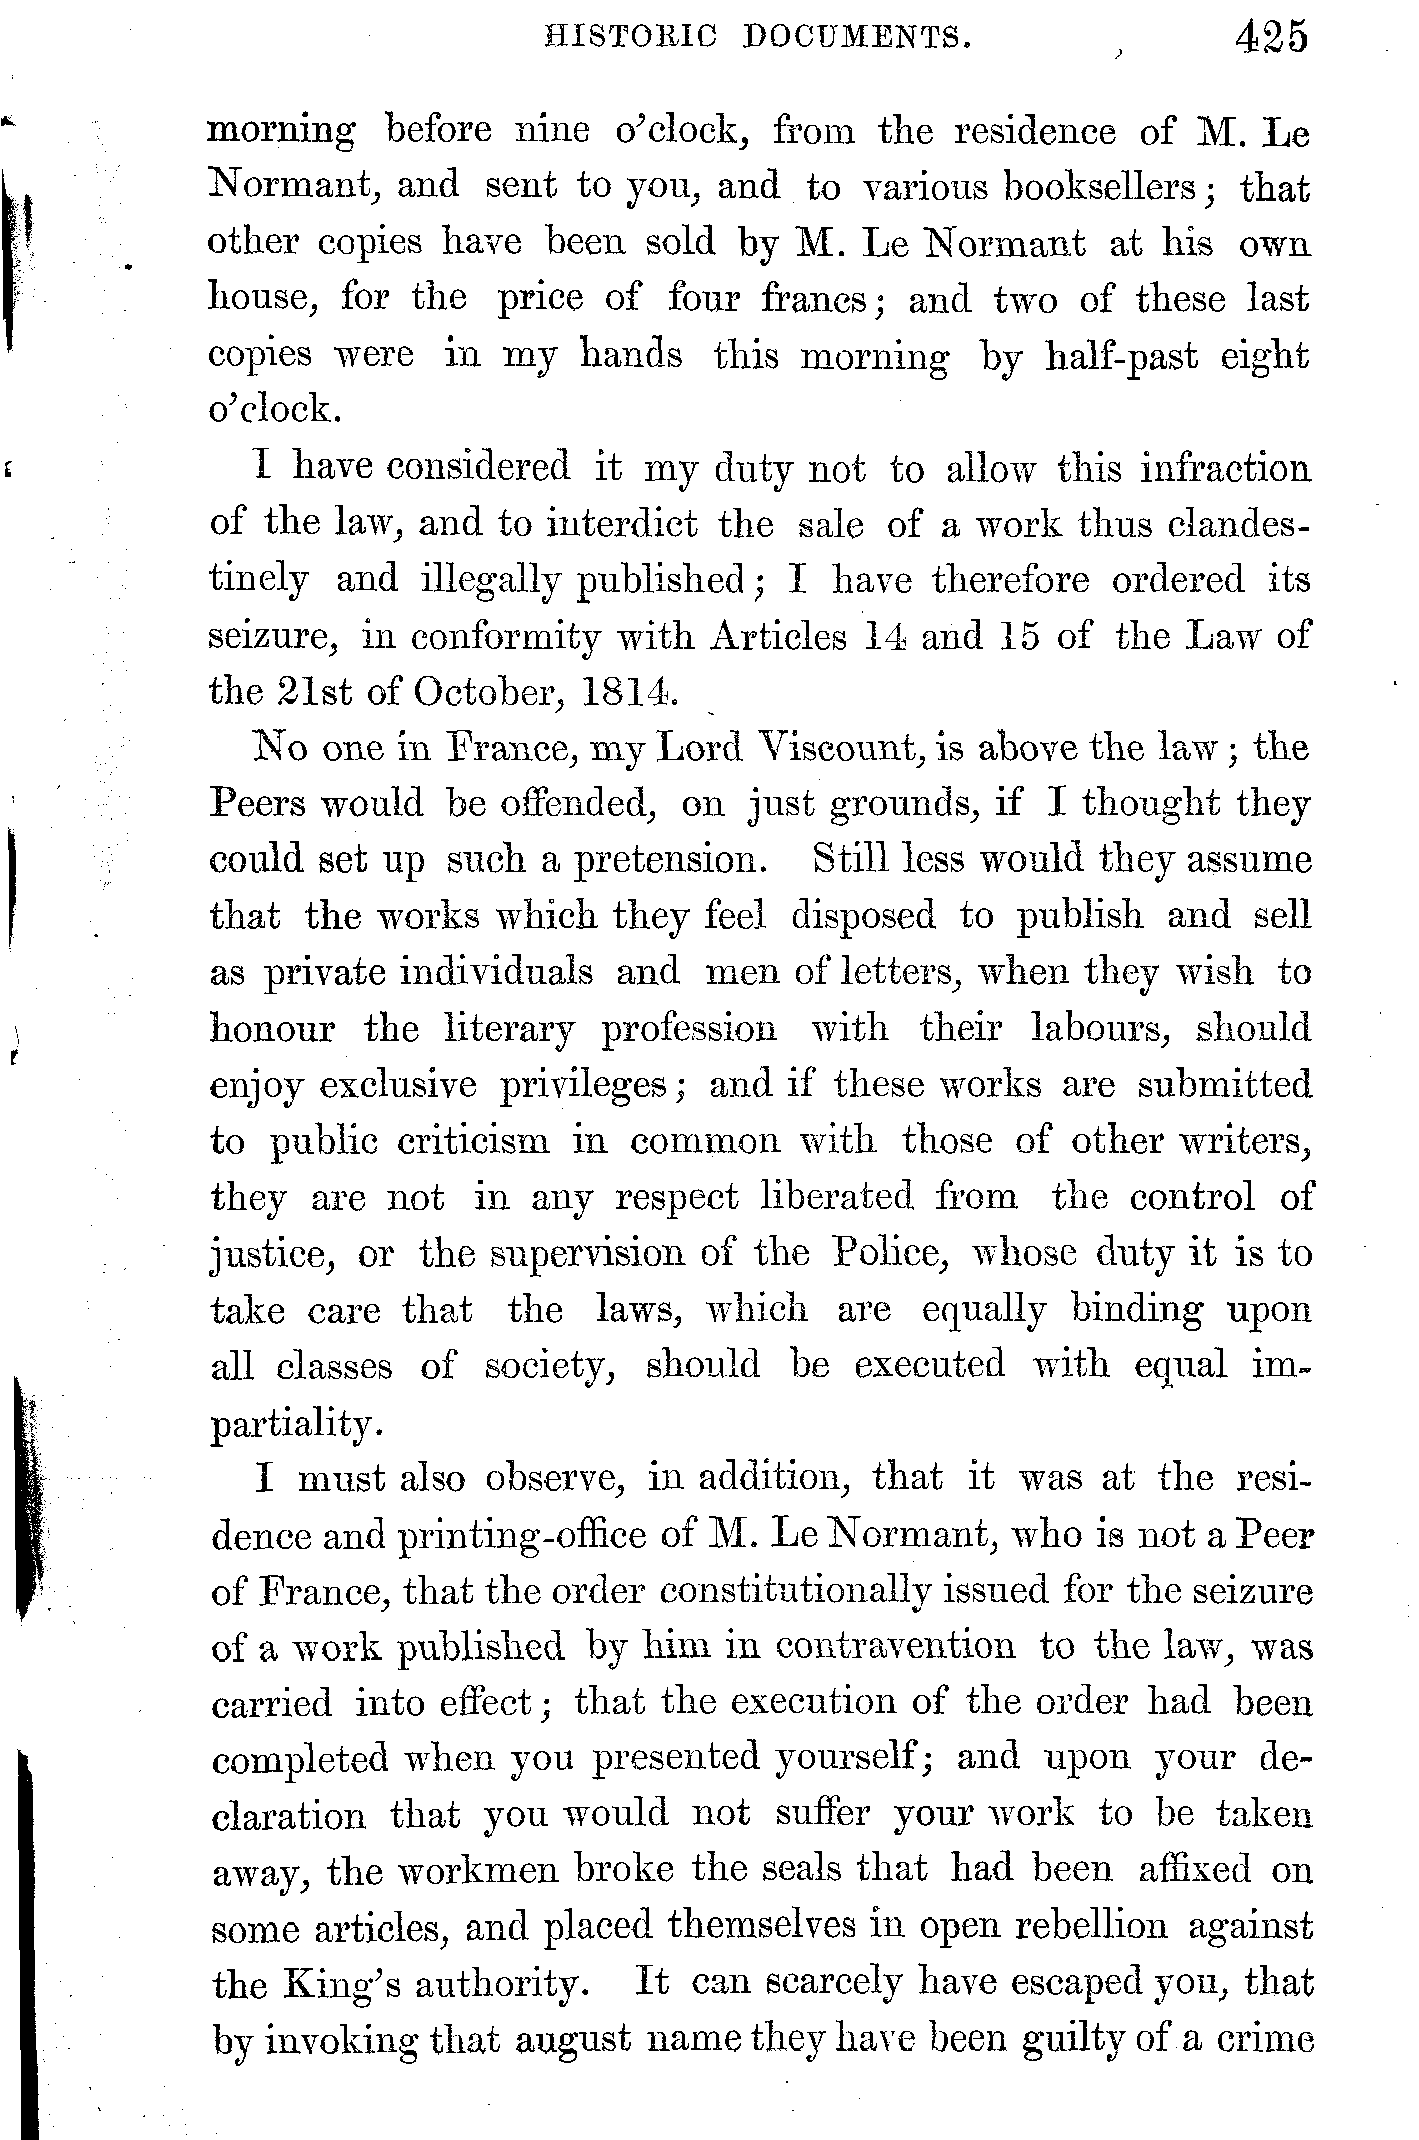 HISTORIC DOCUMENTS. 425
morning before nine o'clock, from the residence of M. Le
Normant, and sent to you, and to various booksellers; that
other copies have been sold by M. Le Normant at his own
house, for the price of four francs; and two of these last
copies were in my hands this morning by half-past eight
o'clock.
I have considered it my duty not to allow this infraction
of the law, and to interdict the sale of a work thus clandes-
tinely and illegally published; I have therefore ordered its
seizure, in conformity with Articles 14 and 15 of the Law of
the 21st of October, 1814.
No one in France, my Lord Viscount, is above the law; the
Peers would be offended, on just grounds, if I thought they
could set up such a pretension. Still less would they assume
that the works which they feel disposed to publish and sell
as private individuals and men of letters, when they wish to
honour the literary profession with their labours, should
enjoy exclusive privileges; and if these works are submitted
to public criticism in common with those of other writers,
they are not in any respect liberated from the control of
justice, or the supervision of the Police, whose duty it is to
take care that the laws, which are equally binding upon
all classes of society, should be executed with equal im-
partiality.
I must also observe, in addition, that it was at the resi-
dence and printing-office of M. Le Normant, who is not a Peer
of France, that the order constitutionally issued for the seizure
of a work published by him in contravention to the law, was
carried into effect; that the execution of the order had been
completed when you presented yourself; and upon your de-
claration that you would not suffer your work to be taken
away, the workmen broke the seals that had been affixed on
some articles, and placed themselves in open rebellion against
the King's authority. It can scarcely have escaped you, that
by invoking that august name they have been guilty of a crime